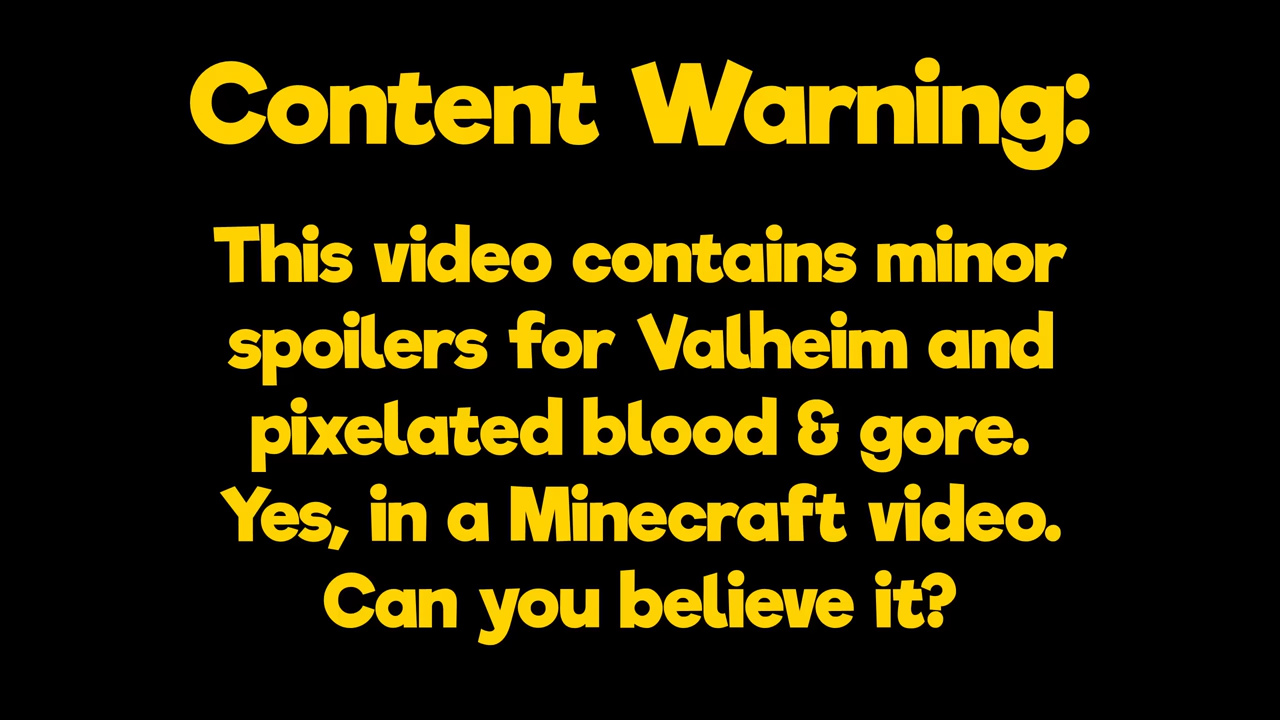 Content Warning:
This video contains minor
spoilers for Valheim and
pixelated blood & gore.
Yes, in a Minecraft video.
Can you believe it?